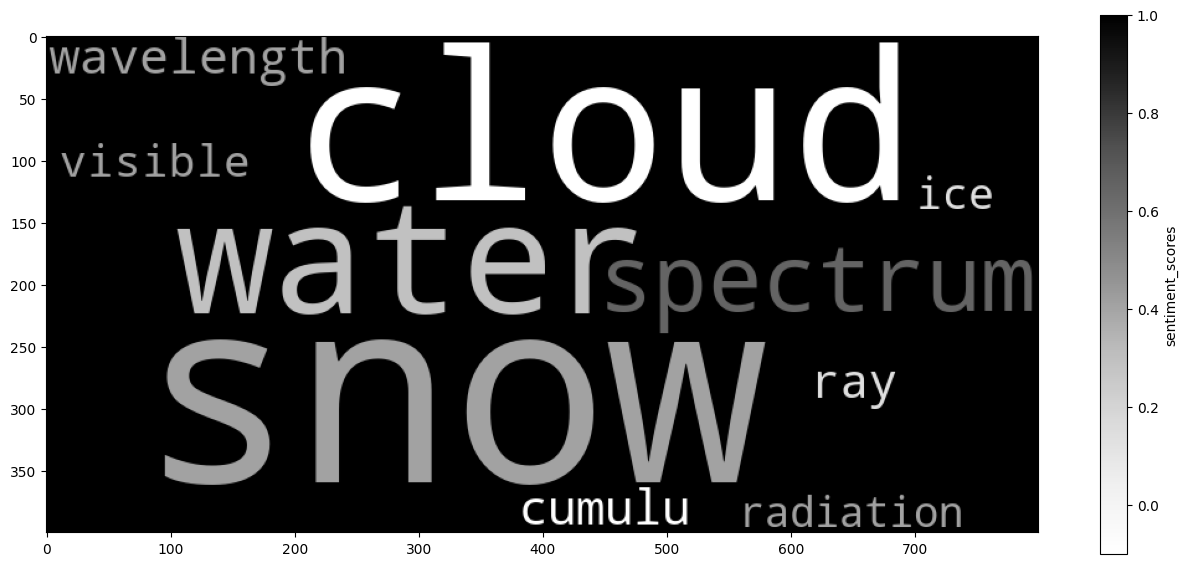 wavelength
cloud
visible
ice
water
spectrum
snow
ray
cumulu
radiation
0
50
100
150
200
250
300
350
0 100 200 300 400 500 600 700
1.0
0.8
0.6
0.4
0.2
0.0
sentiment_scores